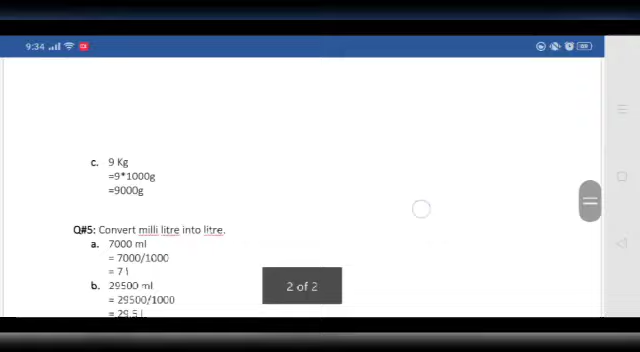 9:34
c. 9 Kg
=9*1000g
=9000g
Q#5: Convert milli litre into litre.
a. 7000 ml
= 7000/1000
= 7 l
b. 29500 ml
= 29500/1000
= 29.5 l
2 of 2